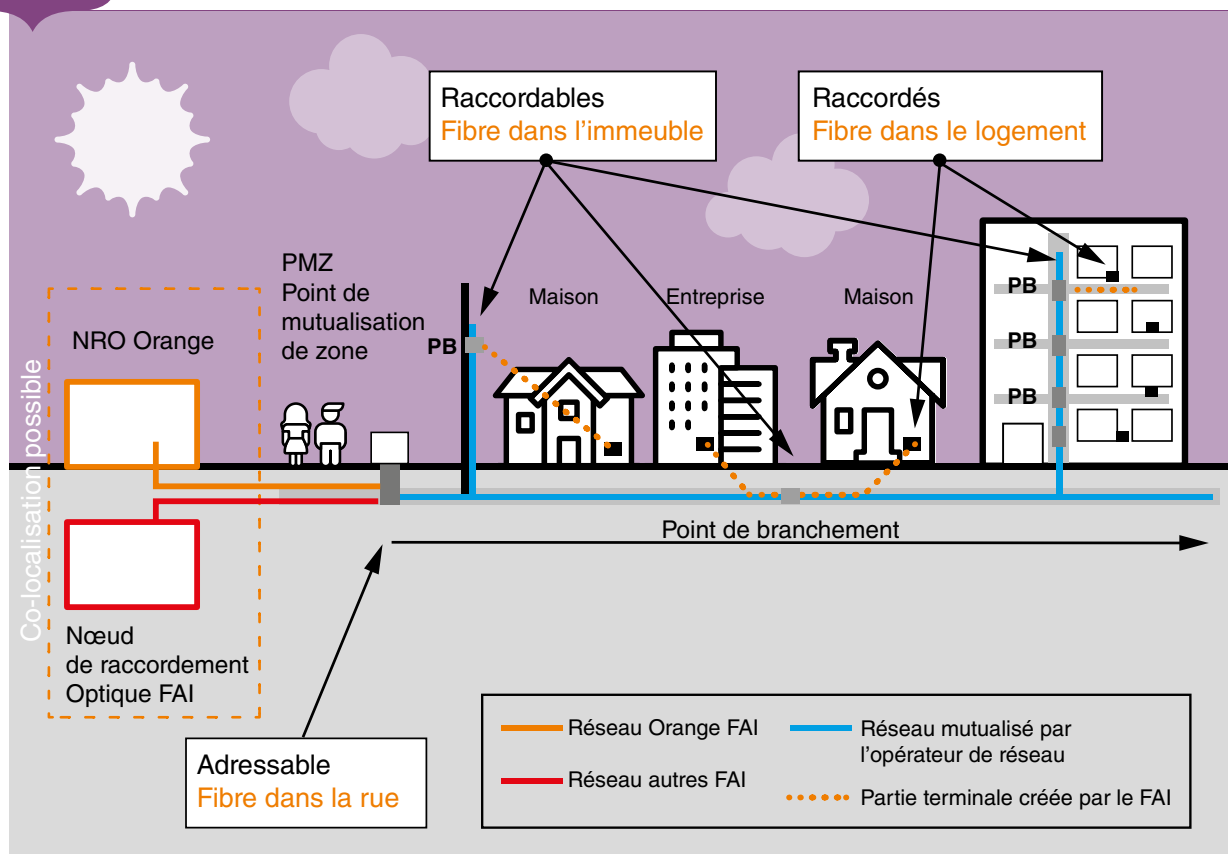 Raccordables
Fibre dans l'immeuble
Raccordés
Fibre dans le logement
PMZ
Point de
mutualisation
de zone
Maison
Entreprise
Maison
NRO Orange
PB
PB
PB
PB
Co-localisation possible
Point de branchement
Nœud
de raccordement
Optique FAI
Adressable
Fibre dans la rue
Réseau Orange FAI
Réseau autres FAI
Réseau mutualisé par
l'opérateur de réseau
Partie terminale créée par le FAI